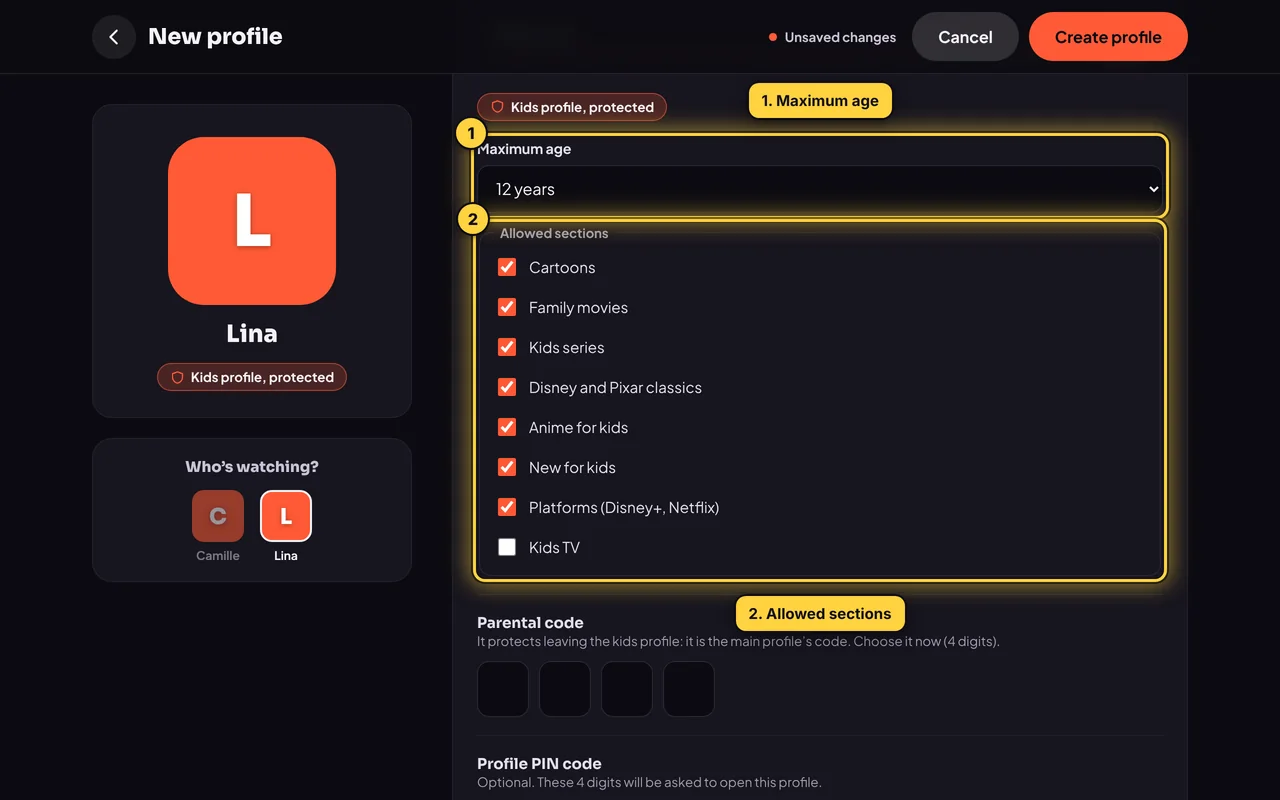 New profile
Unsaved changes
Cancel
Create profile
L
Lina
Kids profile, protected
Who's watching?
C
L
Camille
Lina
Kids profile, protected
1. Maximum age
1
Maximum age
12 years
2
Allowed sections
Cartoons
Family movies
Kids series
Disney and Pixar classics
Anime for kids
New for kids
Platforms (Disney+, Netflix)
Kids TV
2. Allowed sections
Parental code
It protects leaving the kids profile: it is the main profile's code. Choose it now (4 digits).
Profile PIN code
Optional. These 4 digits will be asked to open this profile.